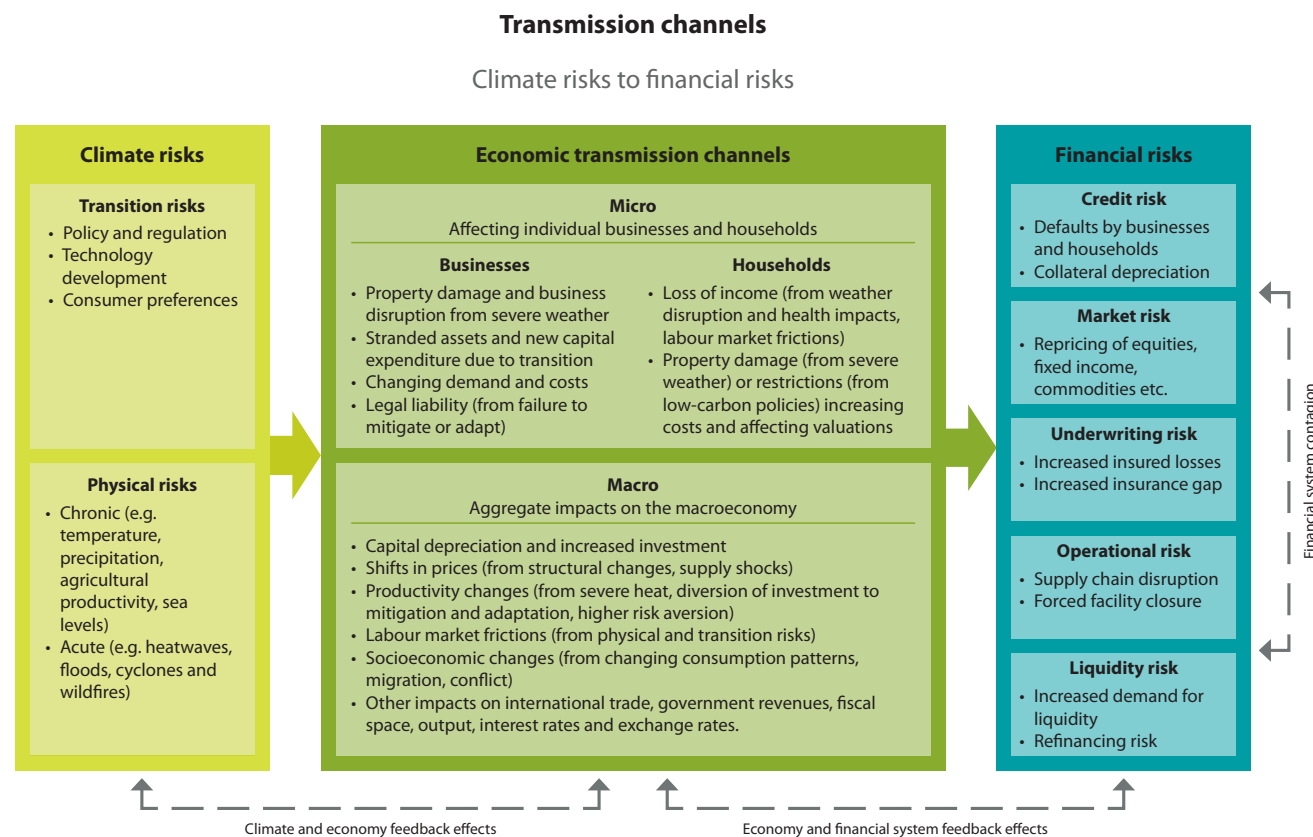 Transmission channels
Climate risks to financial risks
Climate risks
Transition risks
• Policy and regulation
• Technology
development
• Consumer preferences
Physical risks
• Chronic (e.g.
temperature,
precipitation,
agricultural
productivity, sea
levels)
• Acute (e.g. heatwaves,
floods, cyclones and
wildfires)
Economic transmission channels
Micro
Affecting individual businesses and households
Businesses
• Property damage and business
disruption from severe weather
• Stranded assets and new capital
expenditure due to transition
• Changing demand and costs
• Legal liability (from failure to
mitigate or adapt)
Households
• Loss of income (from weather
disruption and health impacts,
labour market frictions)
• Property damage (from severe
weather) or restrictions (from
low-carbon policies) increasing
costs and affecting valuations
Macro
Aggregate impacts on the macroeconomy
• Capital depreciation and increased investment
• Shifts in prices (from structural changes, supply shocks)
• Productivity changes (from severe heat, diversion of investment to
mitigation and adaptation, higher risk aversion)
• Labour market frictions (from physical and transition risks)
• Socioeconomic changes (from changing consumption patterns,
migration, conflict)
• Other impacts on international trade, government revenues, fiscal
space, output, interest rates and exchange rates.
Financial risks
Credit risk
• Defaults by businesses
and households
• Collateral depreciation
Market risk
• Repricing of equities,
fixed income,
commodities etc.
Underwriting risk
• Increased insured losses
• Increased insurance gap
Operational risk
• Supply chain disruption
• Forced facility closure
Liquidity risk
• Increased demand for
liquidity
• Refinancing risk
Financial system contagion
Climate and economy feedback effects
Economy and financial system feedback effects